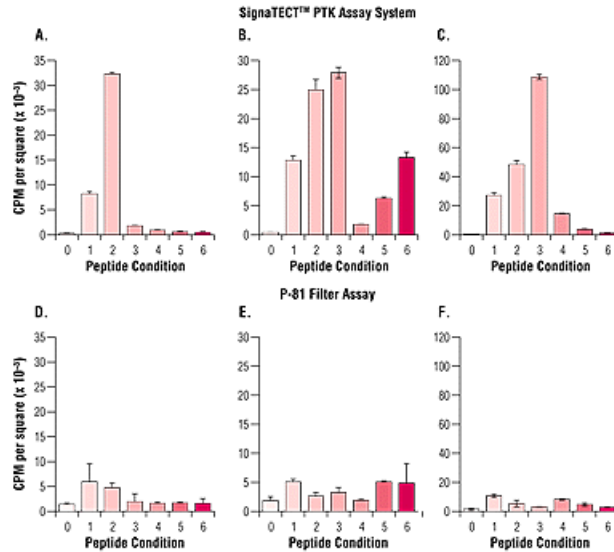 SignaTECT™ PTK Assay System
A. B. C.
CPM per square (x 10⁻³)
35 30 120
30 25 100
25 20 80
20 15 60
15 10 40
10 5 20
5 0 0
0
0 1 2 3 4 5 6 0 1 2 3 4 5 6 0 1 2 3 4 5 6
Peptide Condition Peptide Condition Peptide Condition
P-81 Filter Assay
D. E. F.
CPM per square (x 10⁻³)
35 30 120
30 25 100
25 20 80
20 15 60
15 10 40
10 5 20
5 0 0
0
0 1 2 3 4 5 6 0 1 2 3 4 5 6 0 1 2 3 4 5 6
Peptide Condition Peptide Condition Peptide Condition